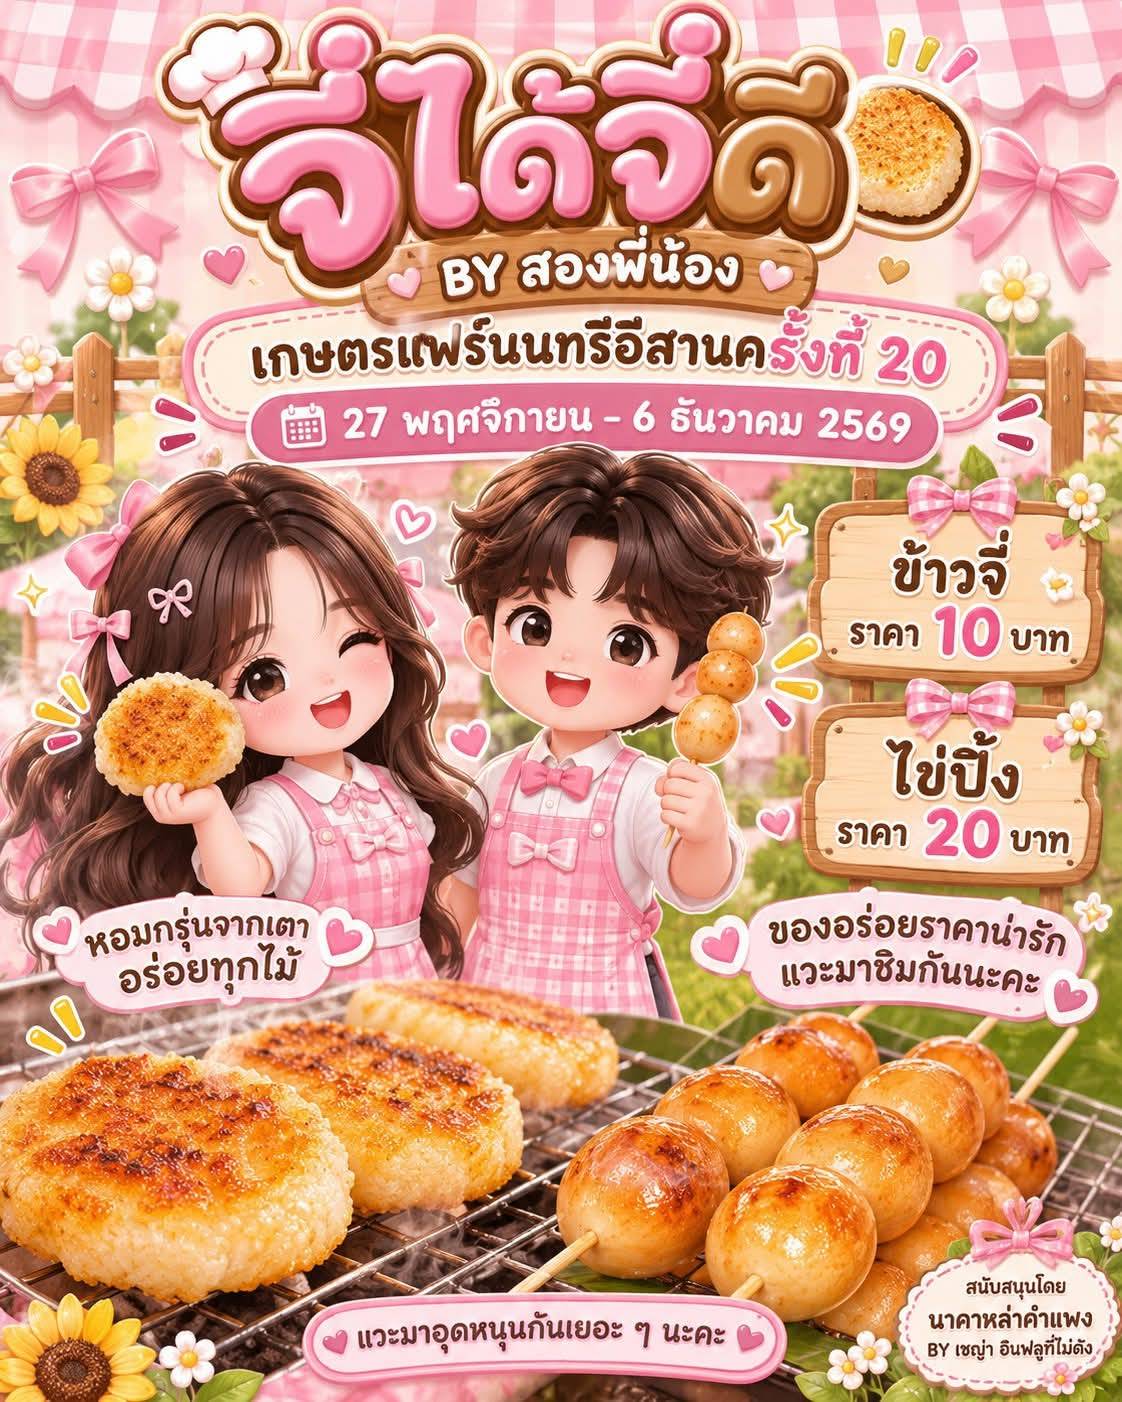 จี่ได้จี่ดี
BY สองพี่น้อง
เกษตรแฟร์นนทรีอีสานครั้งที่ 20
27 พฤศจิกายน - 6 ธันวาคม 2569
ข้าวจี่
ราคา 10 บาท
ไข่ปิ้ง
ราคา 20 บาท
หอมกรุ่นจากเตา
อร่อยทุกไม้
ของอร่อยราคาน่ารัก
แวะมาชิมกันนะคะ
แวะมาอุดหนุนกันเยอะ ๆ นะคะ
สนับสนุนโดย
นาคาหล่าคำแพง
BY เชญ่า อินฟลูที่ไม่ดัง